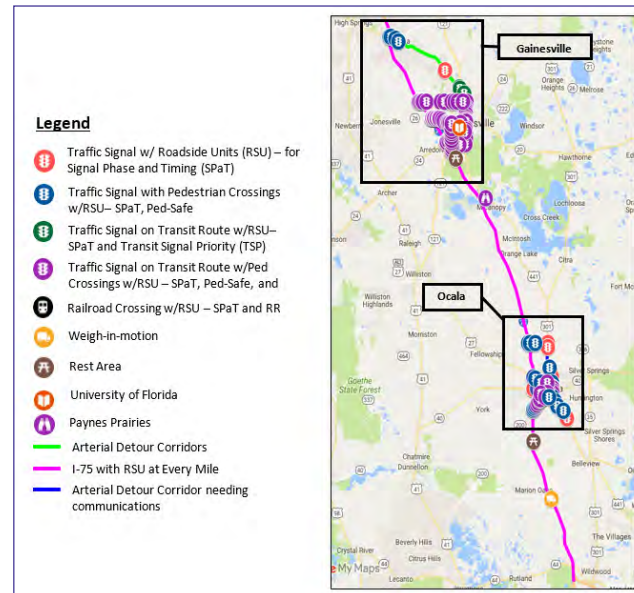 Legend
Traffic Signal w/ Roadside Units (RSU) – for
Signal Phase and Timing (SPaT)
Traffic Signal with Pedestrian Crossings
w/RSU– SPaT, Ped-Safe
Traffic Signal on Transit Route w/RSU–
SPaT and Transit Signal Priority (TSP)
Traffic Signal on Transit Route w/Ped
Crossings w/RSU – SPaT, Ped-Safe, and
Railroad Crossing w/RSU – SPaT and RR
Weigh-in-motion
Rest Area
University of Florida
Paynes Prairies
Arterial Detour Corridors
I-75 with RSU at Every Mile
Arterial Detour Corridor needing
communications
High Springs
Gainesville
Orange
Heights
Melrose
Newberry
Jonesville
Windsor
Hawthorne
Archer
Micanopy
Lochloosa
Cross Creek
McIntosh
Orange Lake
Raleigh
Citra
Fort McC
Williston
Williston
Highlands
Ocala
Morriston
Fellowship
Silver Springs
Goethe
State Forest
York
Silver Springs
Shores
Chatmire
Dunnellon
Belleview
Marion Oaks
Beverly Hills
Crystal
River
Citrus Hills
The Villages
My Maps
Lecanto
Rutland
Wildwood